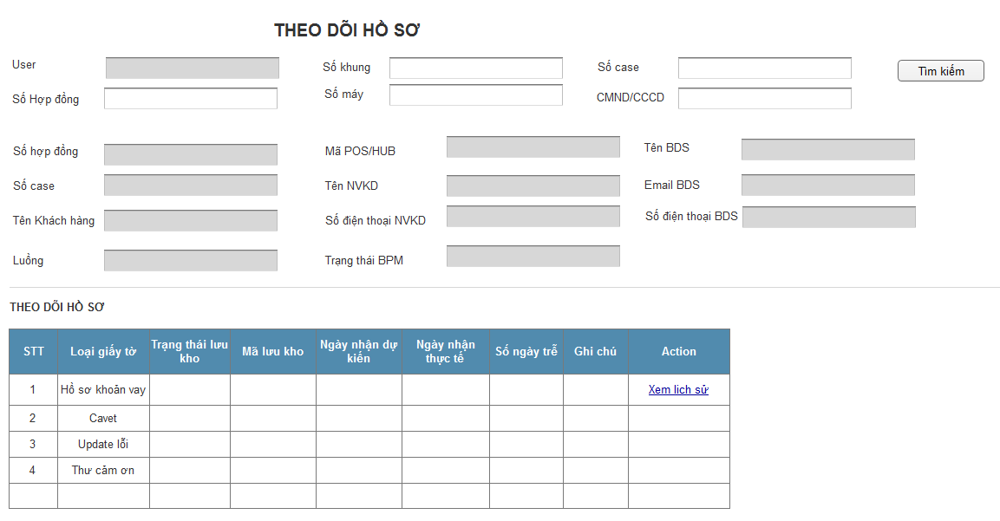 THEO DÕI HỒ SƠ
User
Số khung
Số case
Tìm kiếm
Số Hợp đồng
Số máy
CMND/CCCD
Số hợp đồng
Mã POS/HUB
Tên BDS
Số case
Tên NVKD
Email BDS
Tên Khách hàng
Số điện thoại NVKD
Số điện thoại BDS
Luồng
Trạng thái BPM
THEO DÕI HỒ SƠ
STT
Loại giấy tờ
Trạng thái lưu
kho
Mã lưu kho
Ngày nhận dự
kiến
Ngày nhận
thực tế
Số ngày trễ
Ghi chú
Action
1
Hồ sơ khoản vay
Xem lich sử
2
Cavet
3
Update lỗi
4
Thư cảm ơn